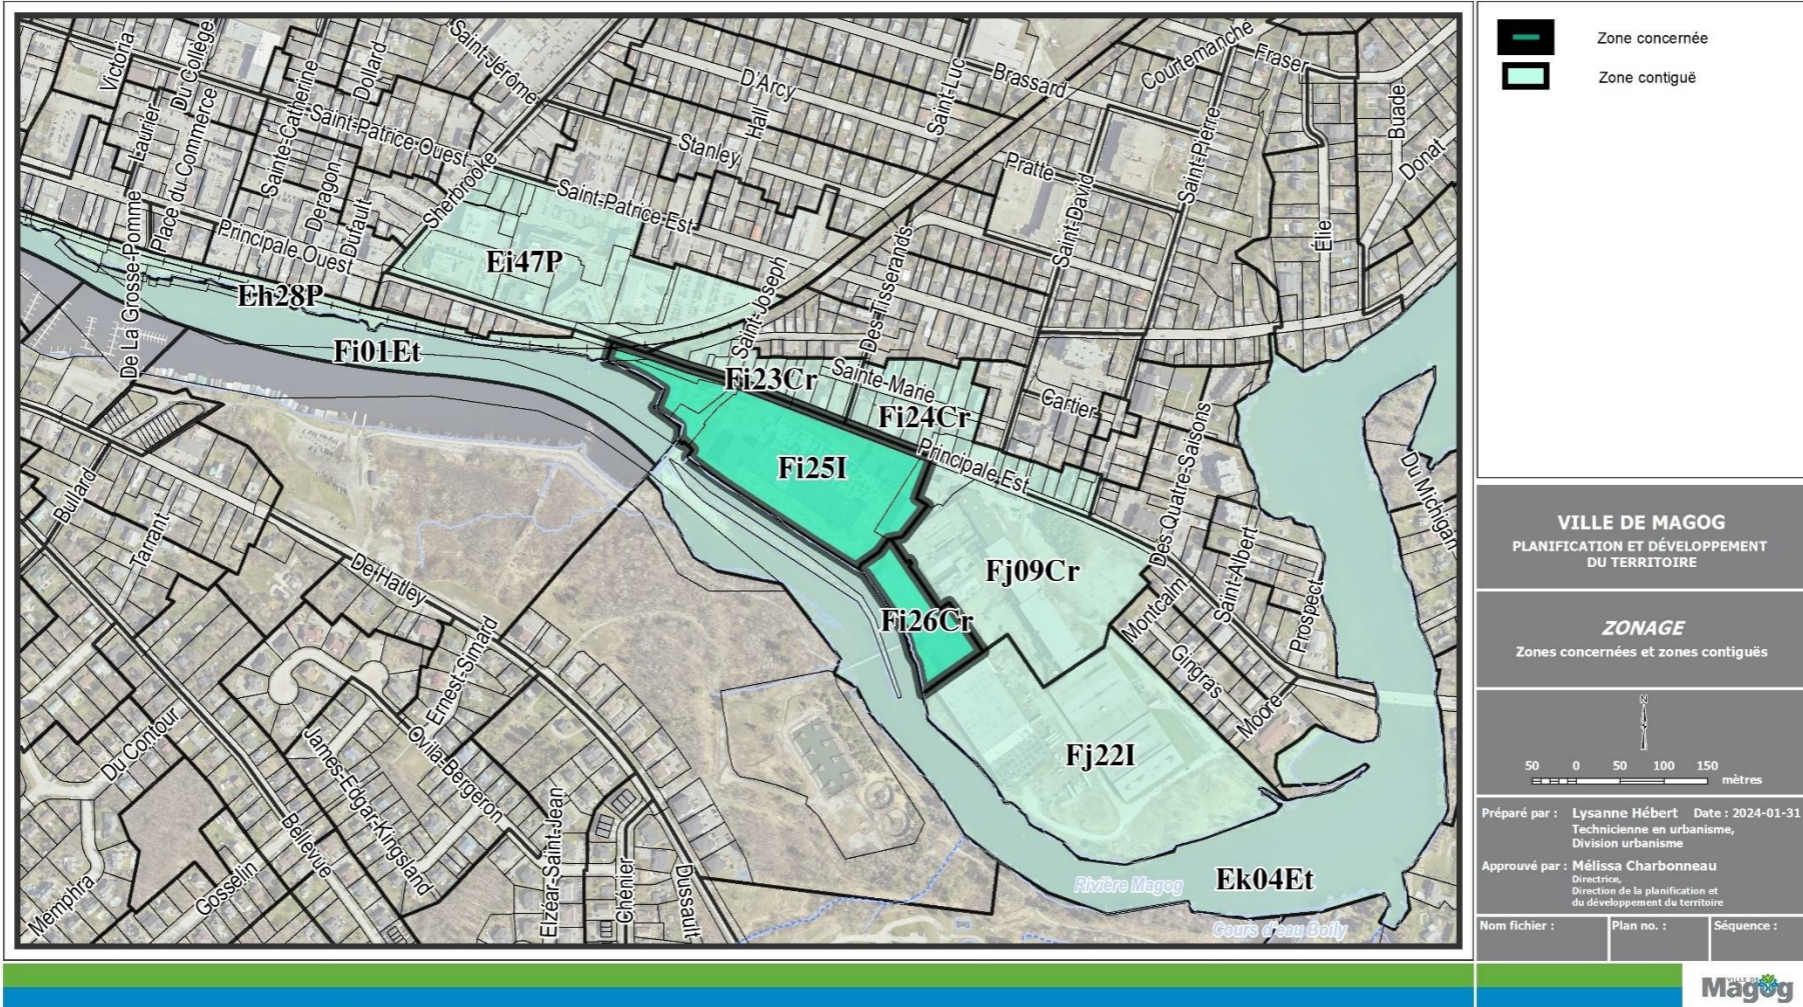 Victoria
Du Collège
Laurier
Du Commerce
Place du Commerce
Sainte-Catherine
Dollard
Saint-Jérôme
Saint-Patrice Ouest
Deragon
Dufault
Sherbrooke
Principale Ouest
De La Grosse-Pomme
D'Arcy
Hall
Stanley
Saint-Luc
Brassard
Courtemanche
Fraser
Buade
Donat
Pratte
Saint-David
Saint-Pierre
Élie
Saint-Patrice Est
Ei47P
Eh28P
Fi01Et
Saint-Joseph
Des Tisserands
Fi23Cr
Sainte-Marie
Fi24Cr
Cartier
Principale Est
Fi25I
Des Quatre-Saisons
Du Michigan
Bullard
Tarrant
De Hatley
Fj09Cr
Fi26Cr
Montcalm
Saint-Albert
Prospect
Gingras
Moore
Fj22I
Ernest-Simard
Ovila-Bergeron
Du Contour
James-Edgar-Kingsland
Bellevue
Gosselin
Memphra
Elzéar-Saint-Jean
Chénier
Dussault
Rivière Magog
Ek04Et
Cours d'eau Boily
Zone concernée
Zone contiguë
VILLE DE MAGOG
PLANIFICATION ET DÉVELOPPEMENT
DU TERRITOIRE
ZONAGE
Zones concernées et zones contiguës
N
50 0 50 100 150
mètres
Préparé par : Lysanne Hébert Date : 2024-01-31
Technicienne en urbanisme,
Division urbanisme
Approuvé par : Mélissa Charbonneau
Directrice,
Direction de la planification et
du développement du territoire
Nom fichier : Plan no. : Séquence :
VILLE DE
Magog